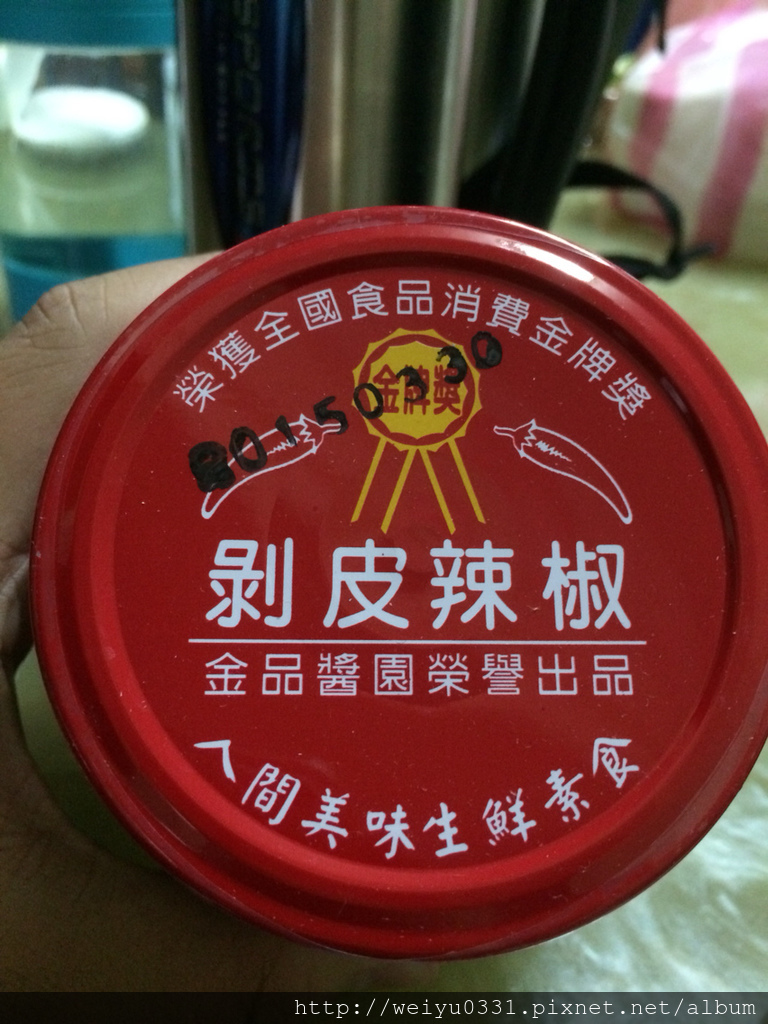 榮獲全國食品消費金牌獎
金牌獎
20150330
剝皮辣椒
金品醬園榮譽出品
人間美味生鮮素食
http://weiyu0331.pixnet.net/album